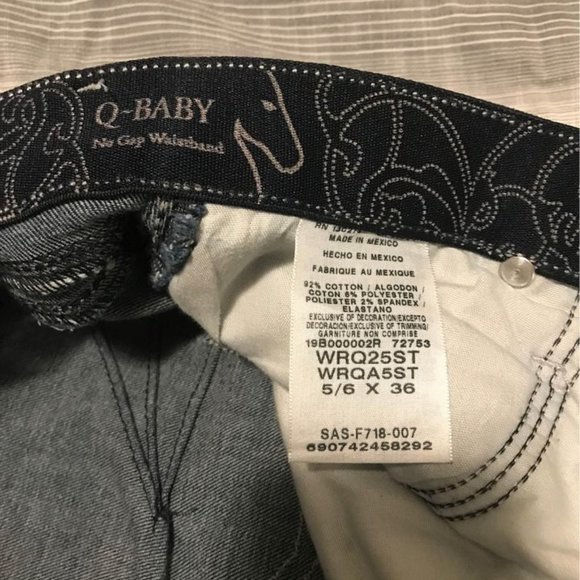 Q-BABY
No Gap Waistband
MADE IN MEXICO
HECHO EN MEXICO
FABRIQUE AU MEXIQUE
92% COTTON / ALGODON /
COTON 6% POLYESTER /
POLIESTER 2% SPANDEX /
ELASTANO
EXCLUSIVE OF DECORATION/EXCEPTO
DECORACION/EXCLUSIVE OF TRIMMING/
GARNITURE NON COMPRISE
19B000002R 72753
WRQ25ST
WRQA5ST
5/6 X 36
SAS-F718-007
690742458292